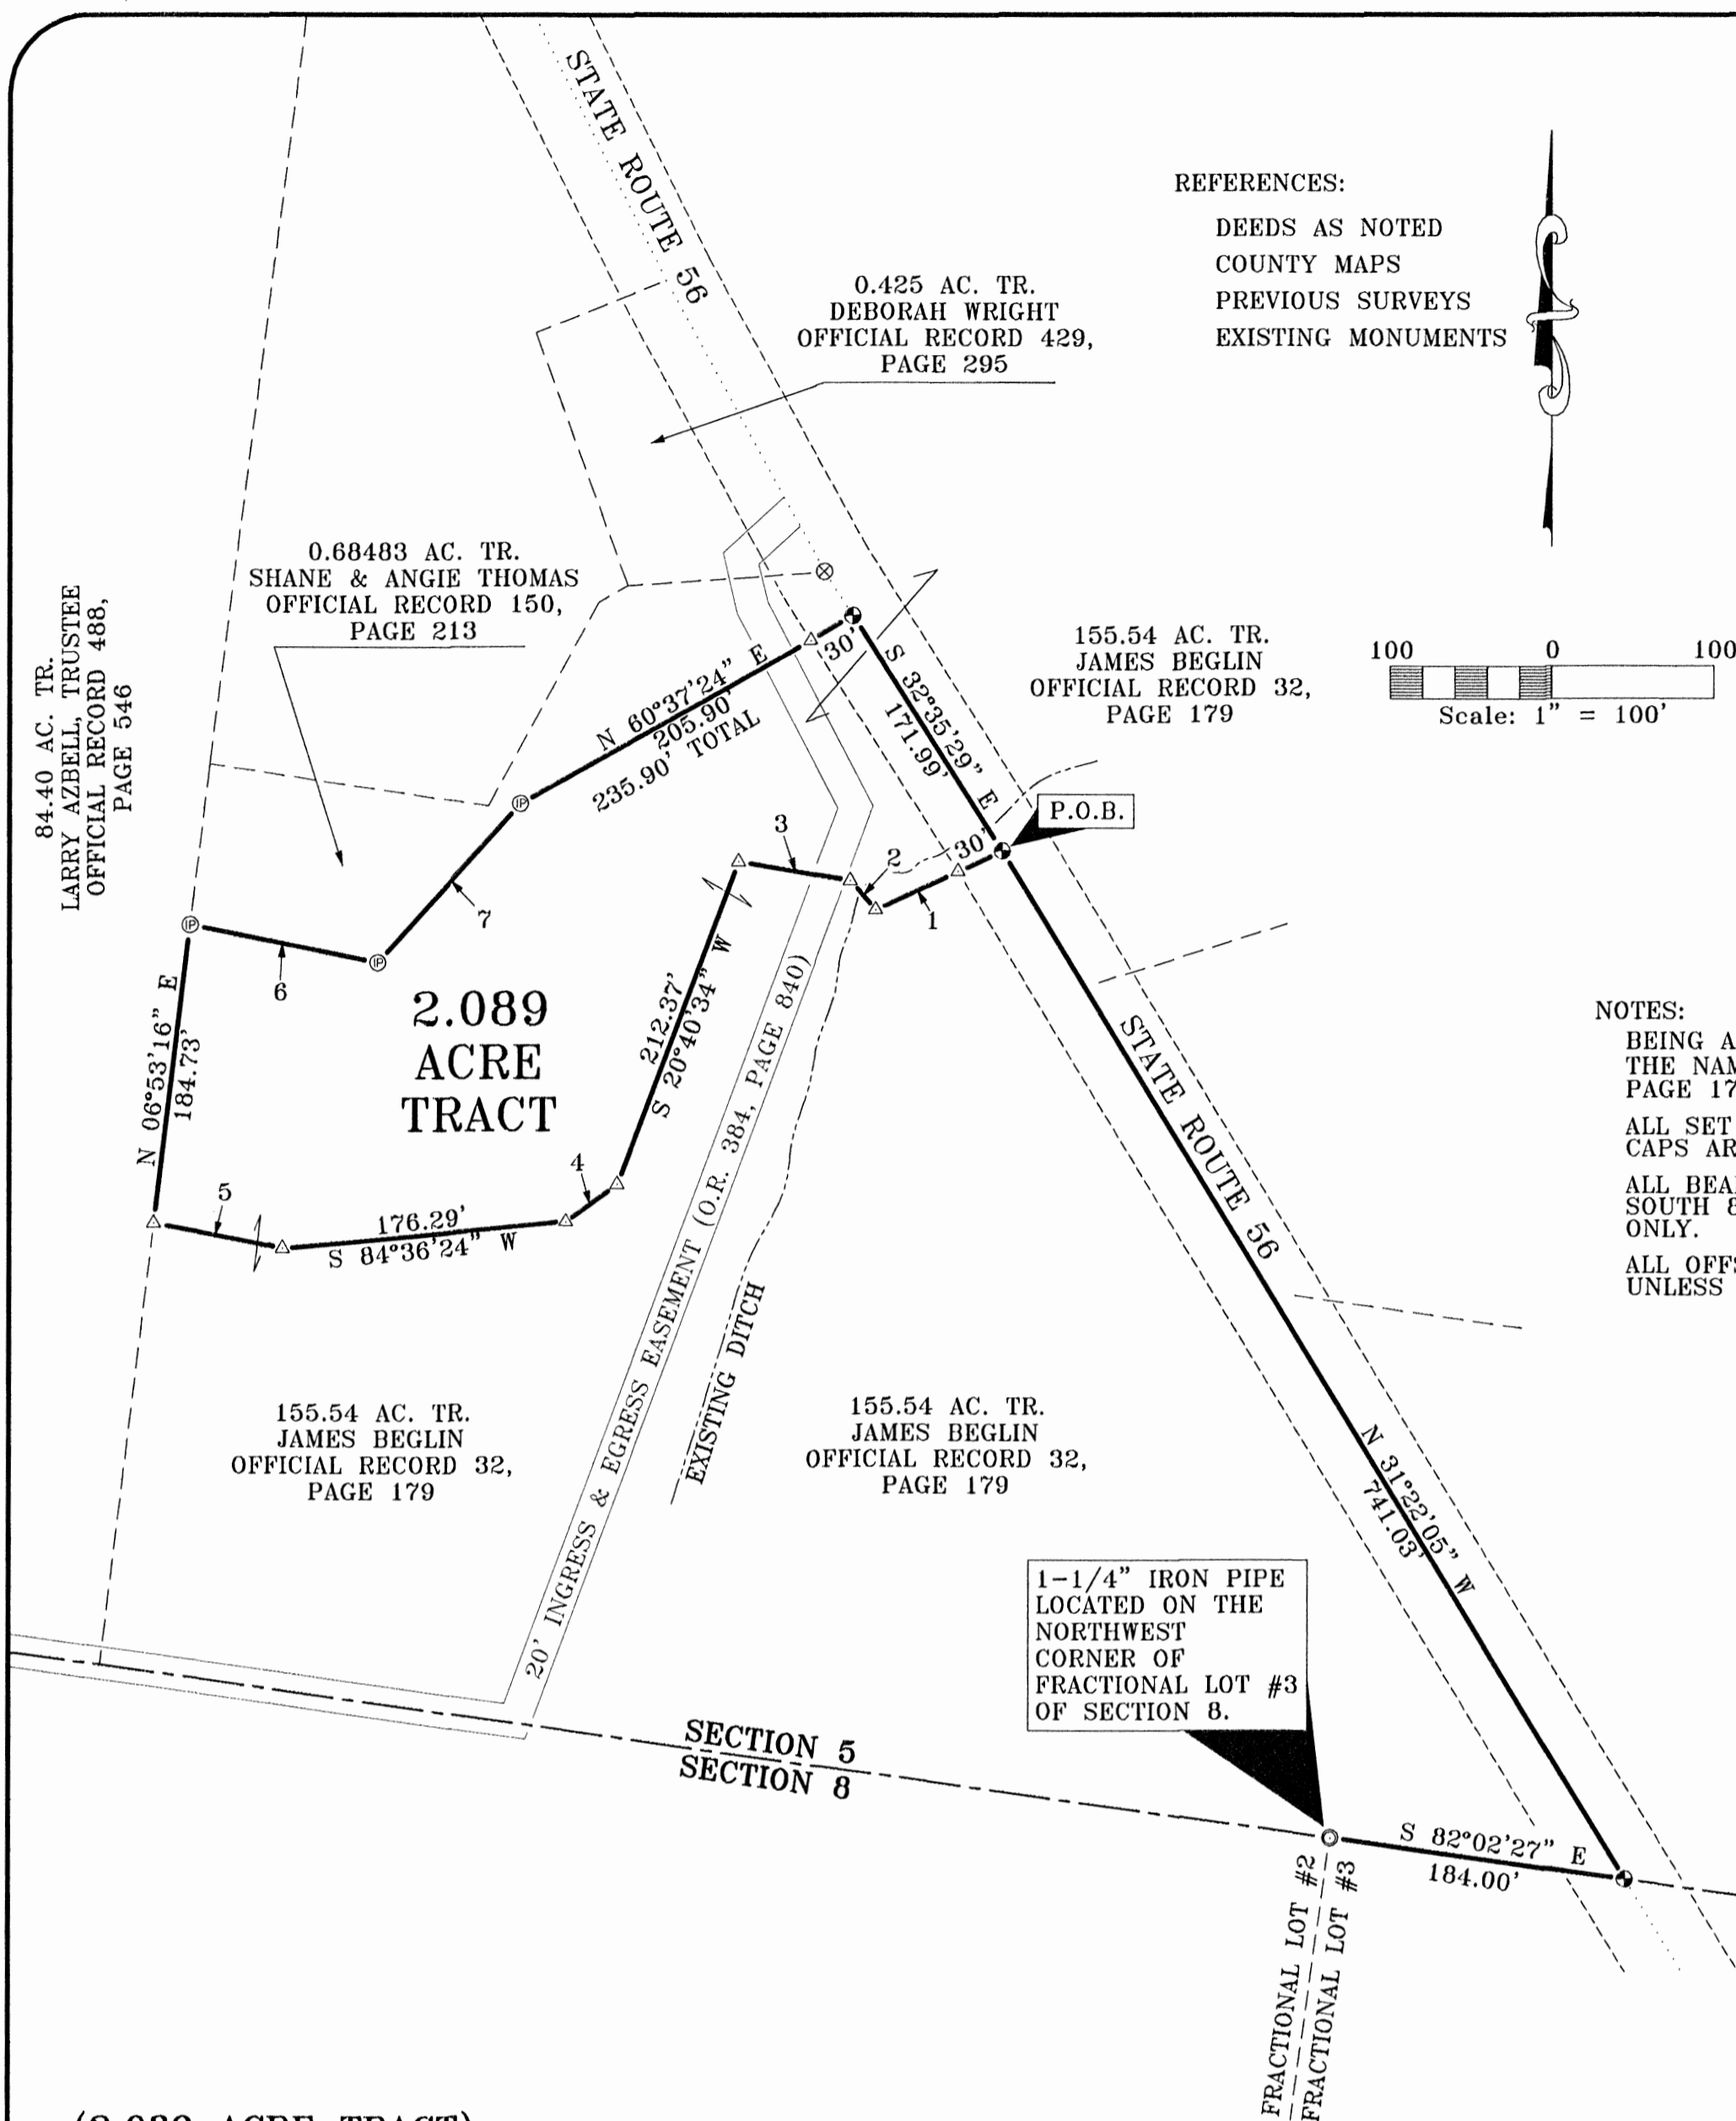 STATE ROUTE 56
REFERENCES:
DEEDS AS NOTED
COUNTY MAPS
PREVIOUS SURVEYS
EXISTING MONUMENTS
0.425 AC. TR.
DEBORAH WRIGHT
OFFICIAL RECORD 429,
PAGE 295
0.68483 AC. TR.
SHANE & ANGIE THOMAS
OFFICIAL RECORD 150,
PAGE 213
84.40 AC. TR.
LARRY AZBELL, TRUSTEE
OFFICIAL RECORD 488,
PAGE 546
155.54 AC. TR.
JAMES BEGLIN
OFFICIAL RECORD 32,
PAGE 179
100 0 100
Scale: 1" = 100'
N 60°37'24" E
205.90'
235.90' TOTAL
30'
S 32°35'29" E
171.99'
P.O.B.
30'
3
2
1
7
6
2.089
ACRE
TRACT
N 06°53'16" E
184.73'
212.37'
S 20°40'34" W
4
5
176.29'
S 84°36'24" W
20' INGRESS & EGRESS EASEMENT (O.R. 384, PAGE 840)
EXISTING DITCH
STATE ROUTE 56
NOTES:
BEING A
THE NAM
PAGE 17
ALL SET
CAPS AR
ALL BEA
SOUTH 8
ONLY.
ALL OFFS
UNLESS
155.54 AC. TR.
JAMES BEGLIN
OFFICIAL RECORD 32,
PAGE 179
155.54 AC. TR.
JAMES BEGLIN
OFFICIAL RECORD 32,
PAGE 179
N 31°22'05" W
741.03'
1-1/4" IRON PIPE
LOCATED ON THE
NORTHWEST
CORNER OF
FRACTIONAL LOT #3
OF SECTION 8.
SECTION 5
SECTION 8
S 82°02'27" E
184.00'
FRACTIONAL LOT #2
FRACTIONAL LOT #3
IP
IP
IP
ACRE TRACT)